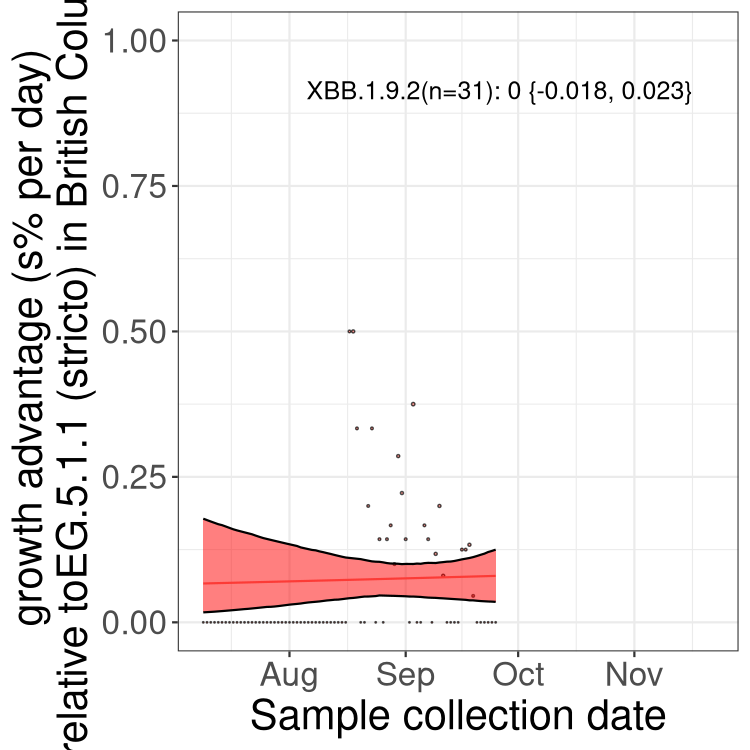 growth advantage (s% per day)
relative toEG.5.1.1 (stricto) in British Colu
1.00
0.75
0.50
0.25
0.00
XBB.1.9.2(n=31): 0 {-0.018, 0.023}
Aug Sep Oct Nov
Sample collection date